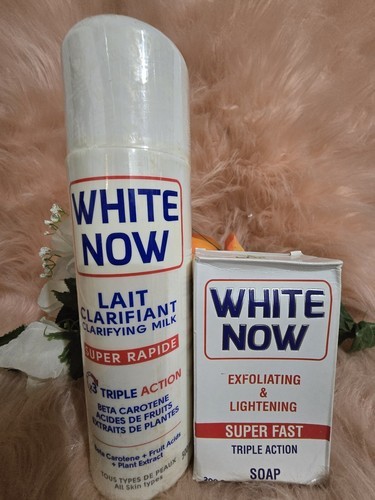 WHITE
NOW
LAIT
CLARIFIANT
CLARIFYING MILK
SUPER RAPIDE
TRIPLE ACTION
BETA CAROTENE
ACIDES DE FRUITS
EXTRAITS DE PLANTES
Beta Carotene + Fruit Acids
+ Plant Extract
TOUS TYPES DE PEAUX
All Skin types
WHITE
NOW
EXFOLIATING
&
LIGHTENING
SUPER FAST
TRIPLE ACTION
SOAP